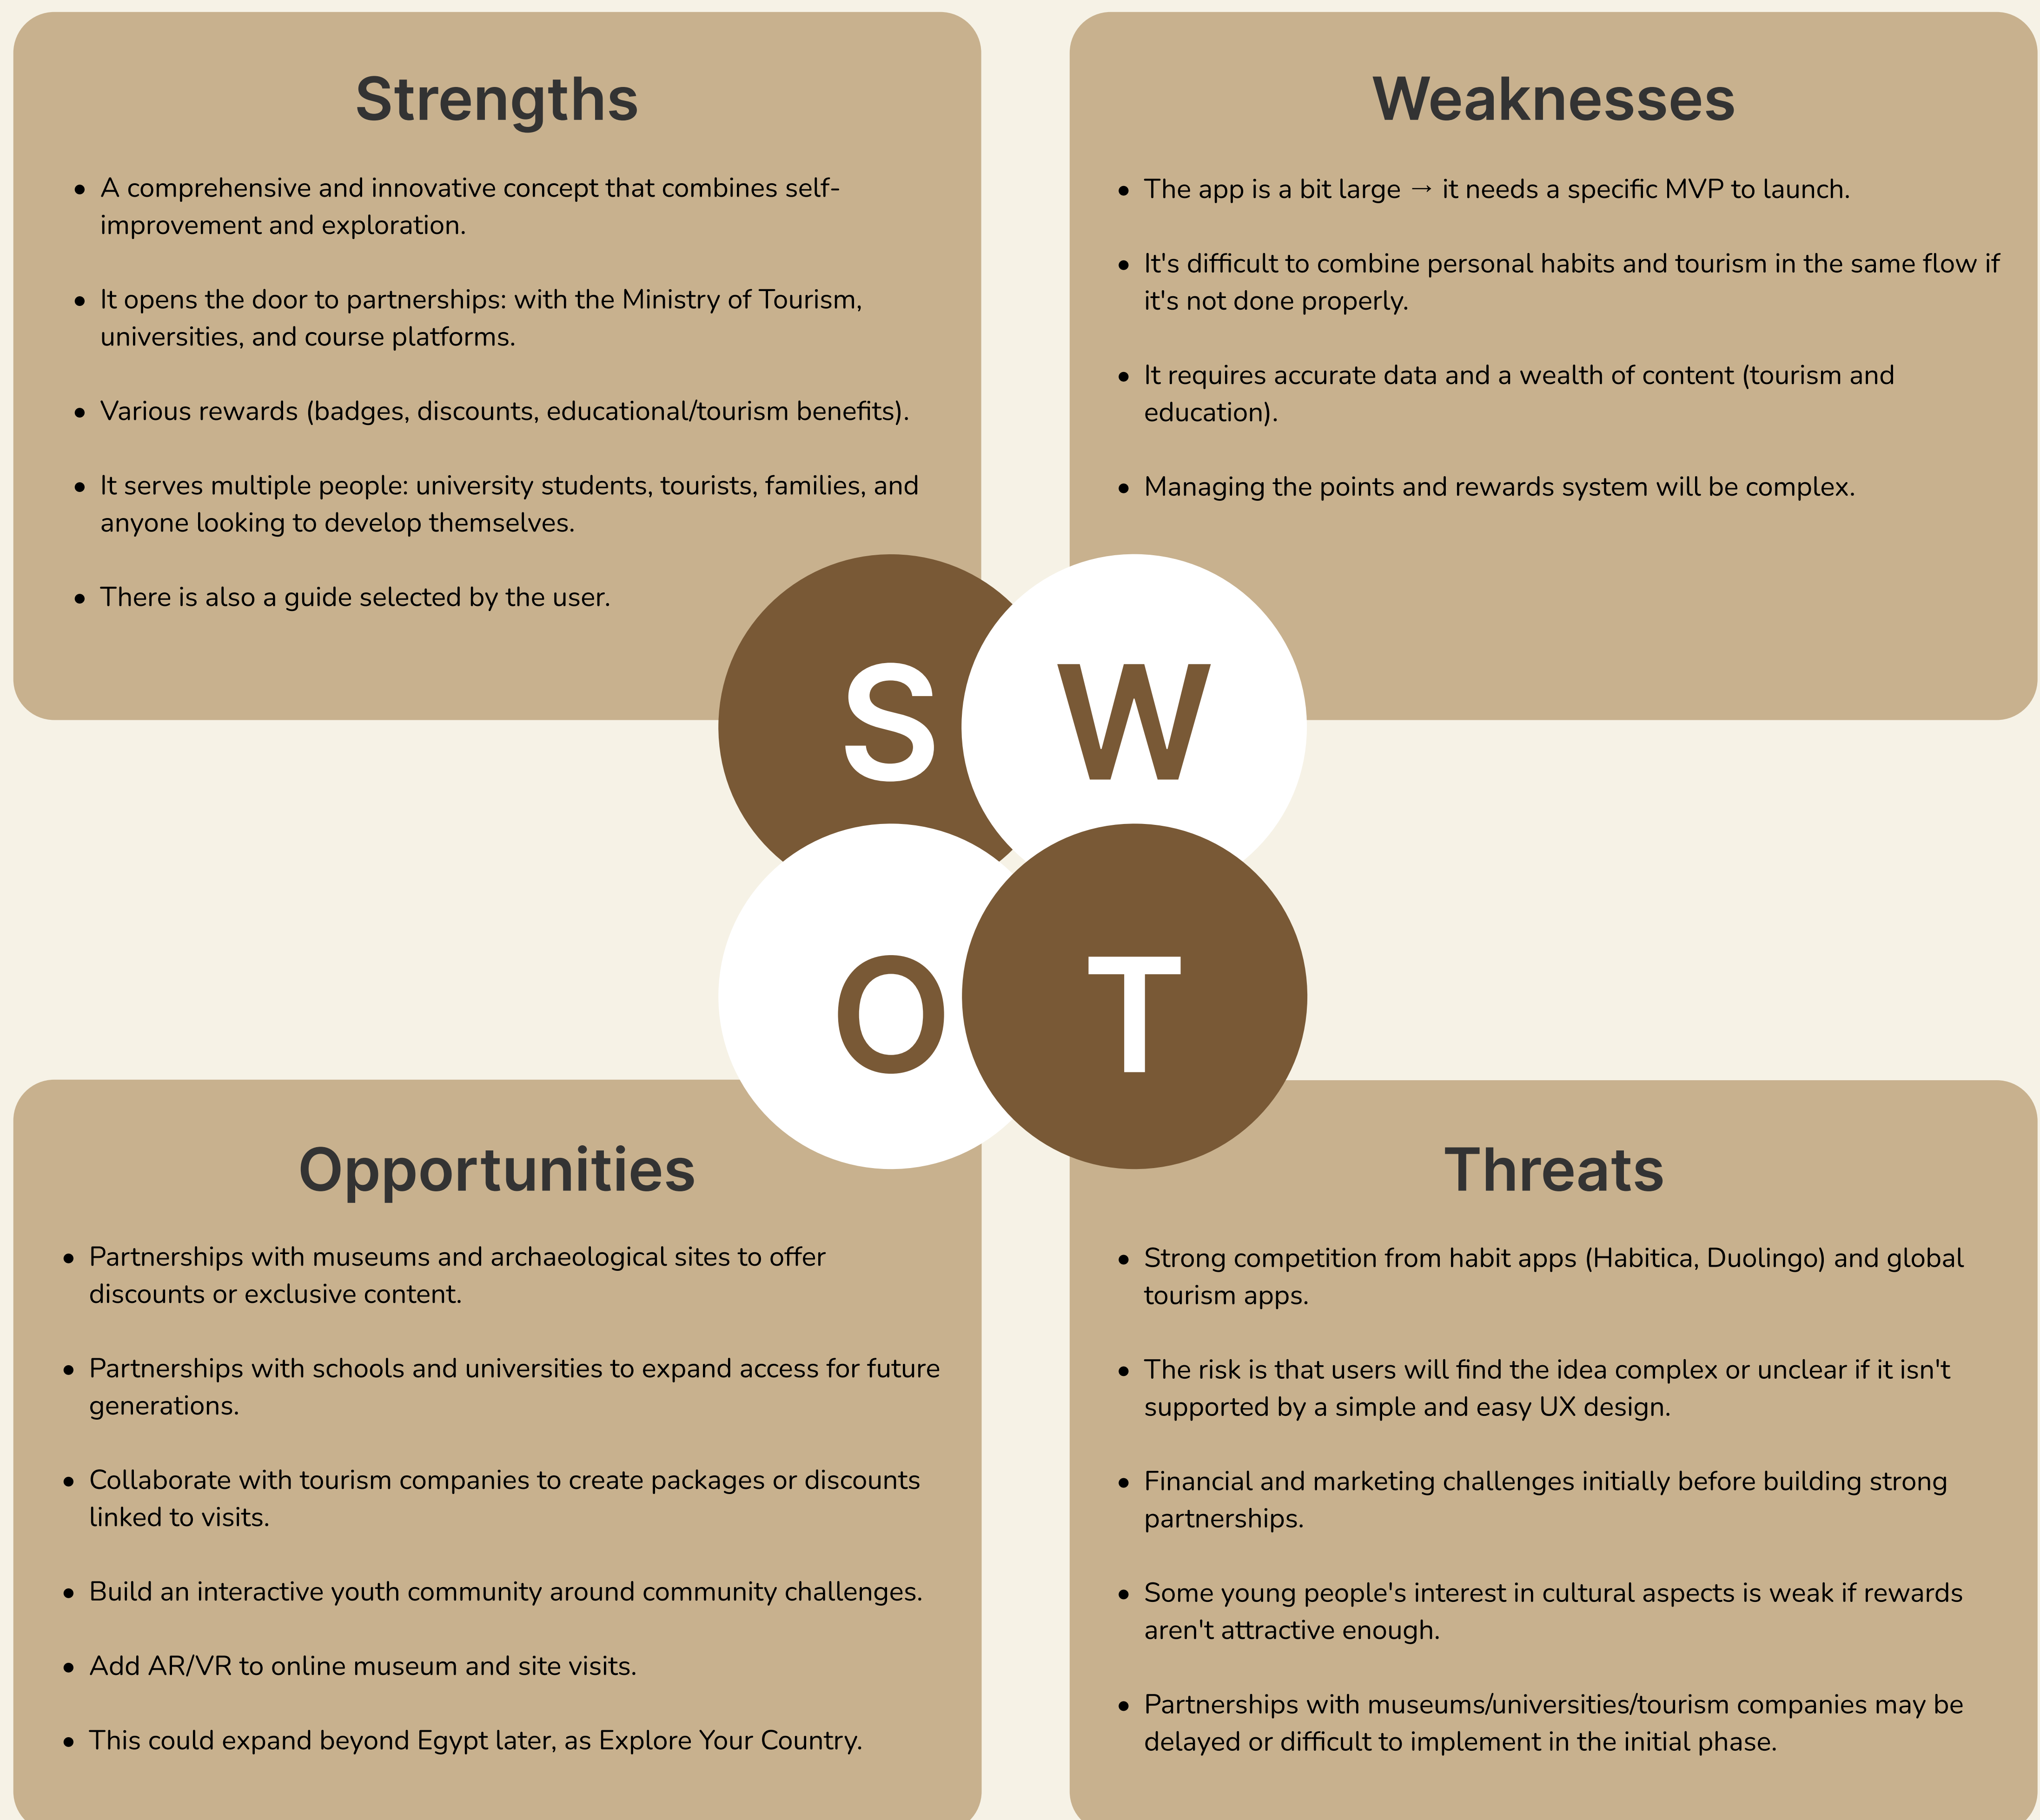 Strengths
• A comprehensive and innovative concept that combines self-
improvement and exploration.
• It opens the door to partnerships: with the Ministry of Tourism,
universities, and course platforms.
• Various rewards (badges, discounts, educational/tourism benefits).
• It serves multiple people: university students, tourists, families, and
anyone looking to develop themselves.
• There is also a guide selected by the user.
Weaknesses
• The app is a bit large → it needs a specific MVP to launch.
• It's difficult to combine personal habits and tourism in the same flow if
it's not done properly.
• It requires accurate data and a wealth of content (tourism and
education).
• Managing the points and rewards system will be complex.
S
W
O
T
Opportunities
• Partnerships with museums and archaeological sites to offer
discounts or exclusive content.
• Partnerships with schools and universities to expand access for future
generations.
• Collaborate with tourism companies to create packages or discounts
linked to visits.
• Build an interactive youth community around community challenges.
• Add AR/VR to online museum and site visits.
• This could expand beyond Egypt later, as Explore Your Country.
Threats
• Strong competition from habit apps (Habitica, Duolingo) and global
tourism apps.
• The risk is that users will find the idea complex or unclear if it isn't
supported by a simple and easy UX design.
• Financial and marketing challenges initially before building strong
partnerships.
• Some young people's interest in cultural aspects is weak if rewards
aren't attractive enough.
• Partnerships with museums/universities/tourism companies may be
delayed or difficult to implement in the initial phase.